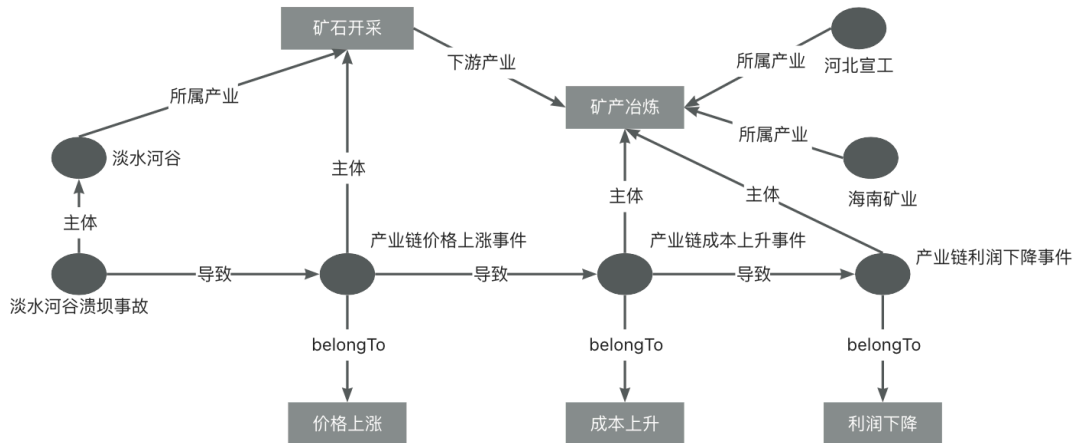 矿石开采
下游产业
所属产业
河北宣工
所属产业
矿产冶炼
所属产业
淡水河谷
主体
主体
主体
海南矿业
主体
产业链价格上涨事件
产业链成本上升事件
产业链利润下降事件
导致
导致
导致
淡水河谷溃坝事故
belongTo
belongTo
belongTo
价格上涨
成本上升
利润下降